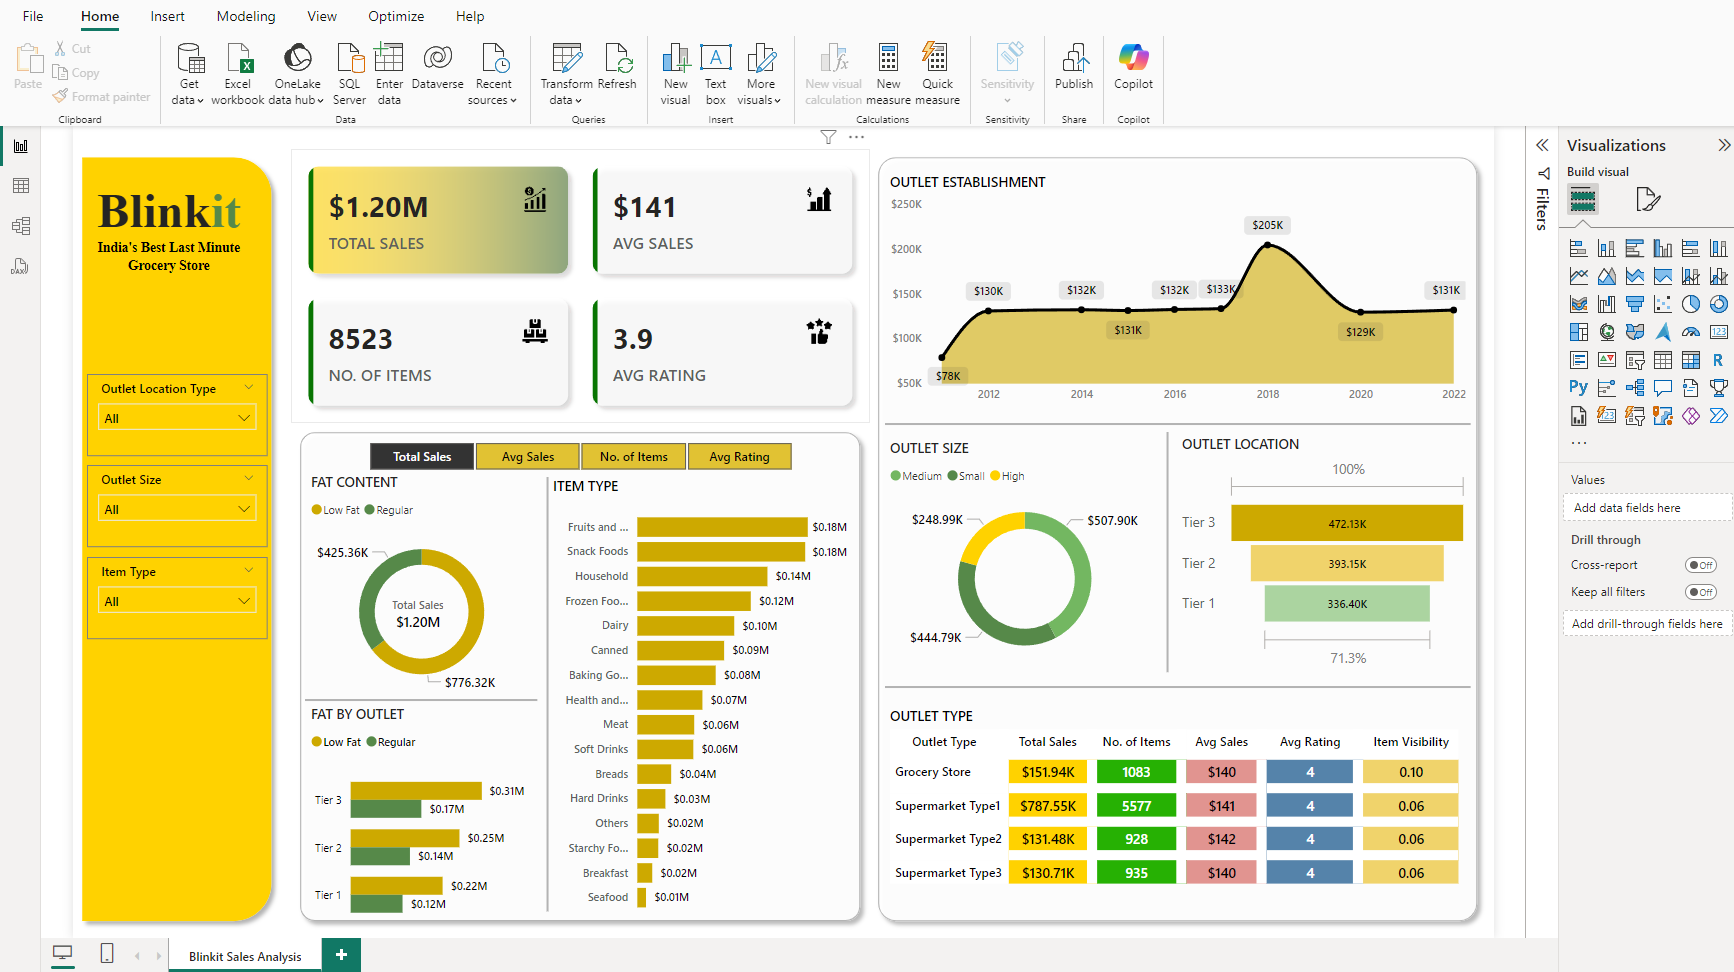 File Home Insert Modeling View Optimize Help
Paste
Cut
Copy
Format painter
Clipboard
Get data
Excel workbook
OneLake data hub
SQL Server
Enter data
Dataverse
Recent sources
Data
Transform data
Refresh
Queries
New visual
Text box
More visuals
Insert
New visual calculation
New measure
Quick measure
Calculations
Sensitivity
Sensitivity
Publish
Share
Copilot
Copilot
Blinkit
India's Best Last Minute
Grocery Store
Outlet Location Type
All
Outlet Size
All
Item Type
All
$1.20M
TOTAL SALES
$141
AVG SALES
8523
NO. OF ITEMS
3.9
AVG RATING
Total Sales Avg Sales No. of Items Avg Rating
FAT CONTENT
Low Fat Regular
$425.36K
Total Sales
$1.20M
$776.32K
FAT BY OUTLET
Low Fat Regular
Tier 3 $0.31M
$0.17M
Tier 2 $0.25M
$0.14M
Tier 1 $0.22M
$0.12M
ITEM TYPE
Fruits and ... $0.18M
Snack Foods $0.18M
Household $0.14M
Frozen Foo... $0.12M
Dairy $0.10M
Canned $0.09M
Baking Go... $0.08M
Health and... $0.07M
Meat $0.06M
Soft Drinks $0.06M
Breads $0.04M
Hard Drinks $0.03M
Others $0.02M
Starchy Fo... $0.02M
Breakfast $0.02M
Seafood $0.01M
OUTLET ESTABLISHMENT
$250K
$200K
$150K
$100K
$50K
$78K $130K $132K $131K $132K $133K $205K $129K $131K
2012 2014 2016 2018 2020 2022
OUTLET SIZE
Medium Small High
$248.99K
$507.90K
$444.79K
OUTLET LOCATION
100%
Tier 3 472.13K
Tier 2 393.15K
Tier 1 336.40K
71.3%
OUTLET TYPE
Outlet Type Total Sales No. of Items Avg Sales Avg Rating Item Visibility
Grocery Store $151.94K 1083 $140 4 0.10
Supermarket Type1 $787.55K 5577 $141 4 0.06
Supermarket Type2 $131.48K 928 $142 4 0.06
Supermarket Type3 $130.71K 935 $140 4 0.06
Filters
Visualizations
Build visual
123
R
Py
123
Values
Add data fields here
Drill through
Cross-report Off
Keep all filters Off
Add drill-through fields here
Blinkit Sales Analysis
+